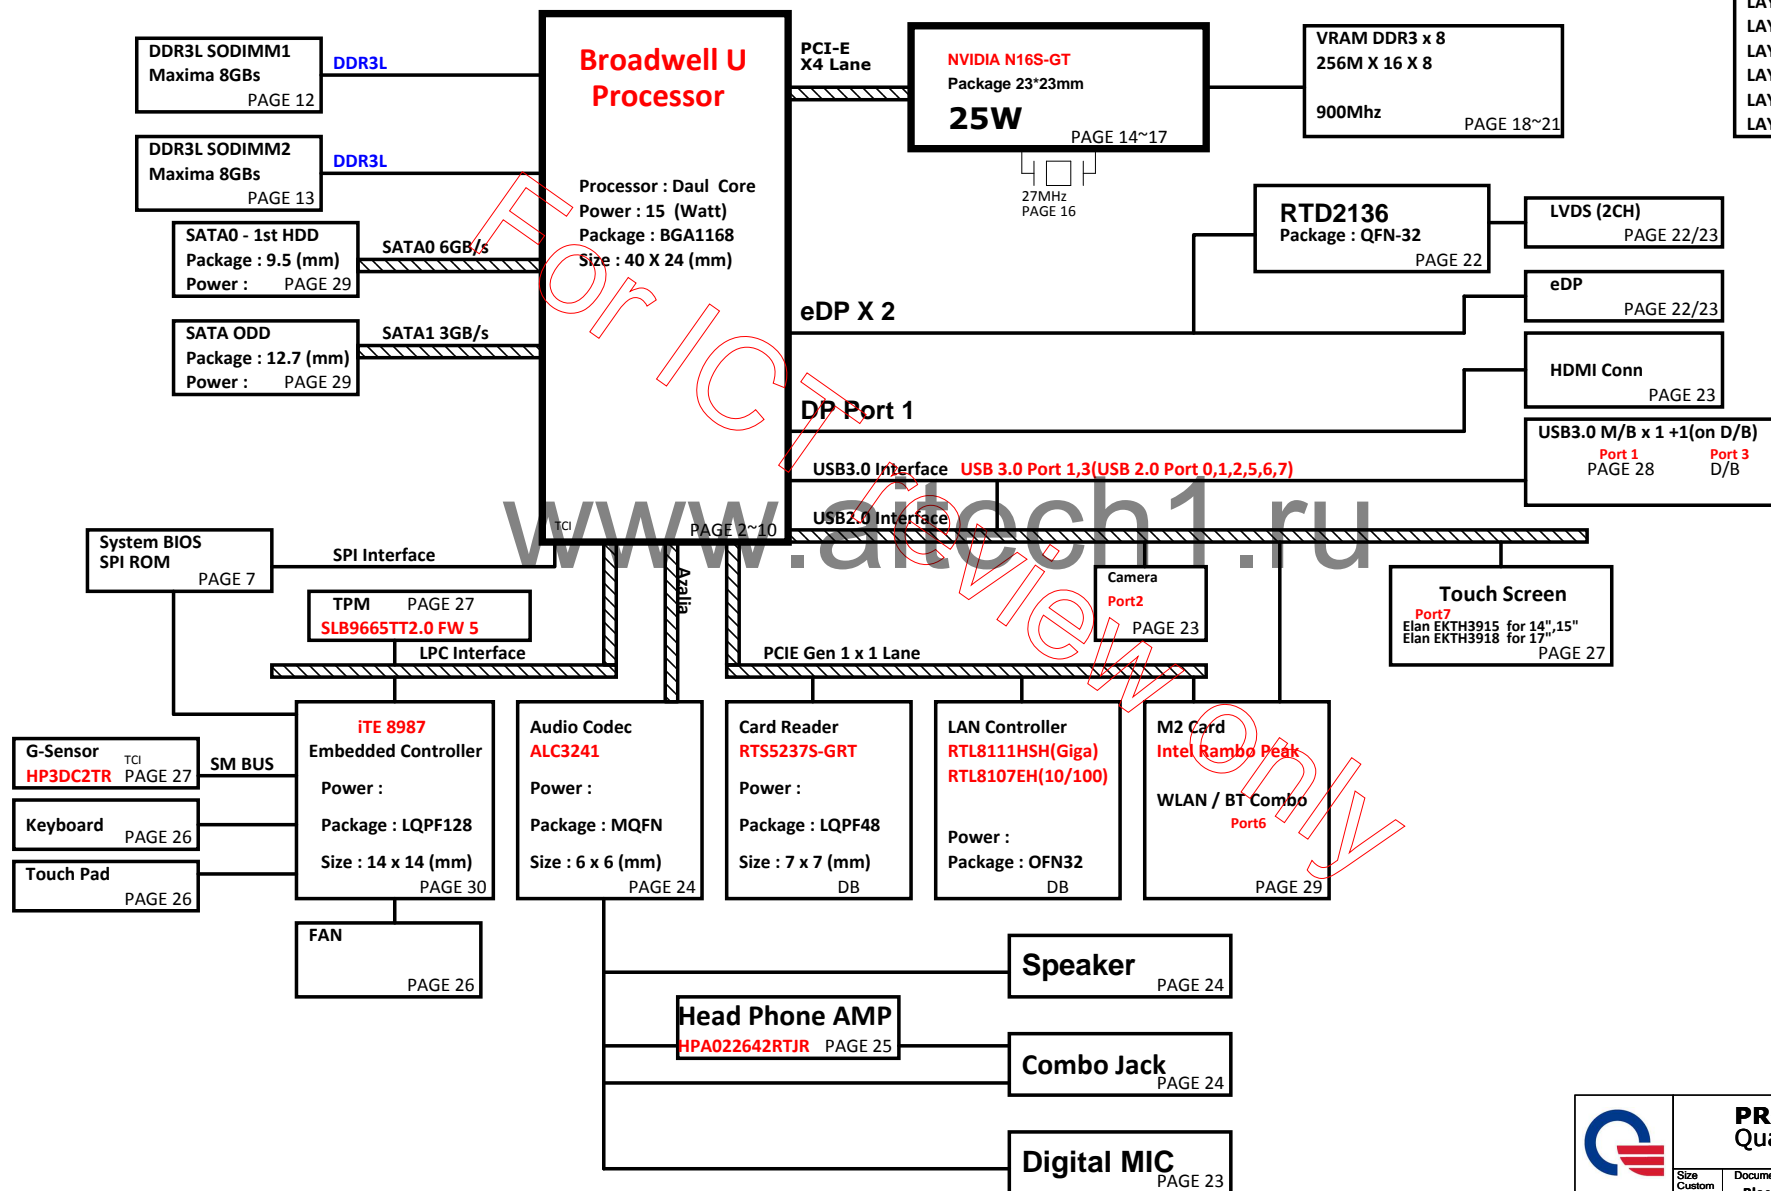 DDR3L SODIMM1
Maxima 8GBs
PAGE 12
DDR3L
DDR3L SODIMM2
Maxima 8GBs
PAGE 13
DDR3L
SATA0 - 1st HDD
Package : 9.5 (mm)
Power : PAGE 29
SATA0 6GB/s
SATA ODD
Package : 12.7 (mm)
Power : PAGE 29
SATA1 3GB/s
Broadwell U
Processor
Processor : Daul Core
Power : 15 (Watt)
Package : BGA1168
Size : 40 X 24 (mm)
TCI
PAGE 2~10
PCI-E
X4 Lane
NVIDIA N16S-GT
Package 23*23mm
25W
PAGE 14~17
27MHz
PAGE 16
VRAM DDR3 x 8
256M X 16 X 8
900Mhz
PAGE 18~21
LAY
LAY
LAY
LAY
LAY
RTD2136
Package : QFN-32
PAGE 22
LVDS (2CH)
PAGE 22/23
eDP X 2
eDP
PAGE 22/23
DP Port 1
HDMI Conn
PAGE 23
USB3.0 Interface USB 3.0 Port 1,3(USB 2.0 Port 0,1,2,5,6,7)
USB3.0 M/B x 1 +1(on D/B)
Port 1 Port 3
PAGE 28 D/B
USB2.0 Interface
For ICT review only
www.aitech1.ru
System BIOS
SPI ROM
PAGE 7
SPI Interface
TPM PAGE 27
SLB9665TT2.0 FW 5
LPC Interface
Azalia
PCIE Gen 1 x 1 Lane
Camera
Port2
PAGE 23
Touch Screen
Port7
Elan EKTH3915 for 14",15"
Elan EKTH3918 for 17"
PAGE 27
G-Sensor TCI
HP3DC2TR PAGE 27
SM BUS
Keyboard
PAGE 26
Touch Pad
PAGE 26
iTE 8987
Embedded Controller
Power :
Package : LQPF128
Size : 14 x 14 (mm)
PAGE 30
FAN
PAGE 26
Audio Codec
ALC3241
Power :
Package : MQFN
Size : 6 x 6 (mm)
PAGE 24
Card Reader
RTS5237S-GRT
Power :
Package : LQPF48
Size : 7 x 7 (mm)
DB
LAN Controller
RTL8111HSH(Giga)
RTL8107EH(10/100)
Power :
Package : OFN32
DB
M2 Card
Intel Rambo Peak
WLAN / BT Combo
Port6
PAGE 29
Speaker
PAGE 24
Head Phone AMP
HPA022642RTJR PAGE 25
Combo Jack
PAGE 24
Digital MIC
PAGE 23
PR
Qua
Size
Custom
Docume